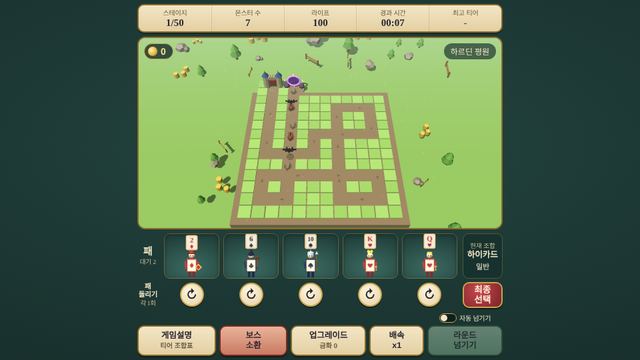 스테이지 몬스터 수 라이프 경과 시간 최고 티어
1/50 7 100 00:07 -
0 하르딘 평원
2 6 10 K Q
패
대기 2
현재 조합
하이카드
일반
패
돌리기
각 1회
최종
선택
자동 넘기기
게임설명
티어 조합표
보스
소환
업그레이드
금화 0
배속
x1
라운드
넘기기